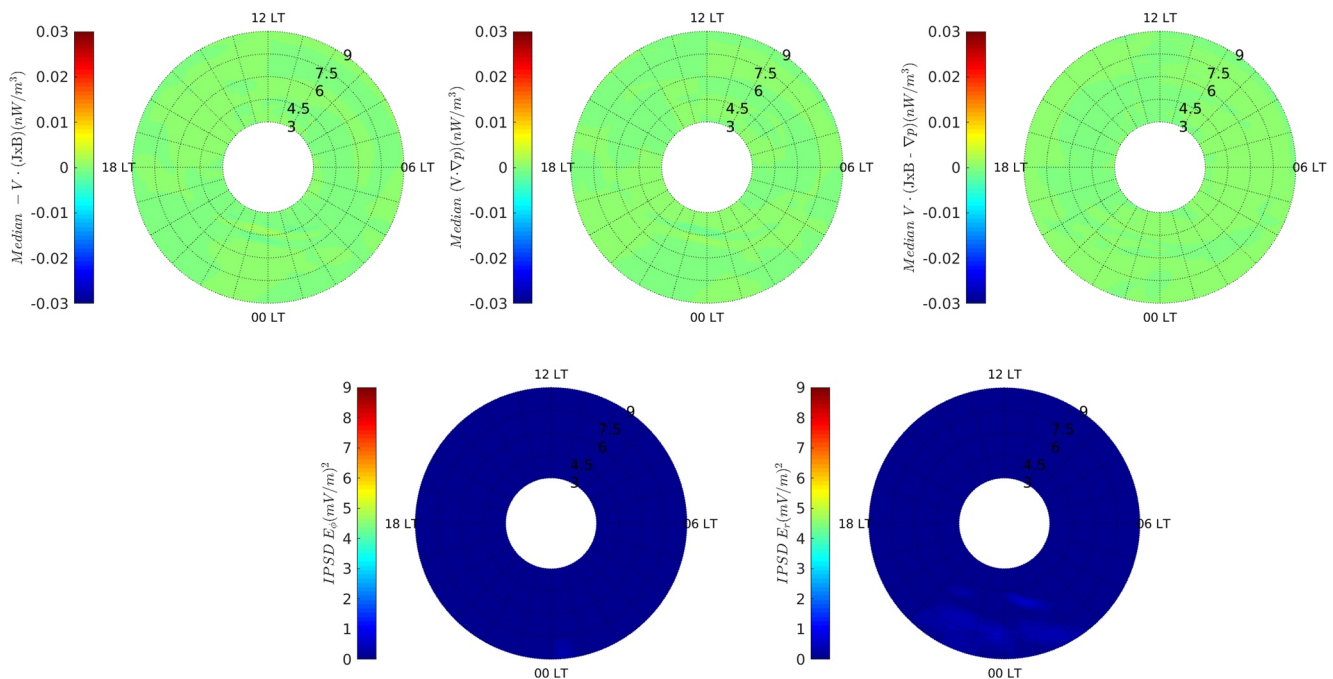 12 LT
0.03
0.02
0.01
0
-0.01
-0.02
-0.03
Median − V · (JxB)(nW/m³)
9
7.5
6
4.5
3
18 LT
06 LT
00 LT
12 LT
0.03
0.02
0.01
0
-0.01
-0.02
-0.03
Median (V·∇p)(nW/m³)
9
7.5
6
4.5
3
18 LT
06 LT
00 LT
12 LT
0.03
0.02
0.01
0
-0.01
-0.02
-0.03
Median V · (JxB - ∇p)(nW/m³)
9
7.5
6
4.5
3
18 LT
06 LT
00 LT
12 LT
9
8
7
6
5
4
3
2
1
0
IPSD E_ϕ(mV/m)²
9
7.5
6
4.5
3
18 LT
06 LT
00 LT
12 LT
9
8
7
6
5
4
3
2
1
0
IPSD E_r(mV/m)²
9
7.5
6
4.5
3
18 LT
06 LT
00 LT